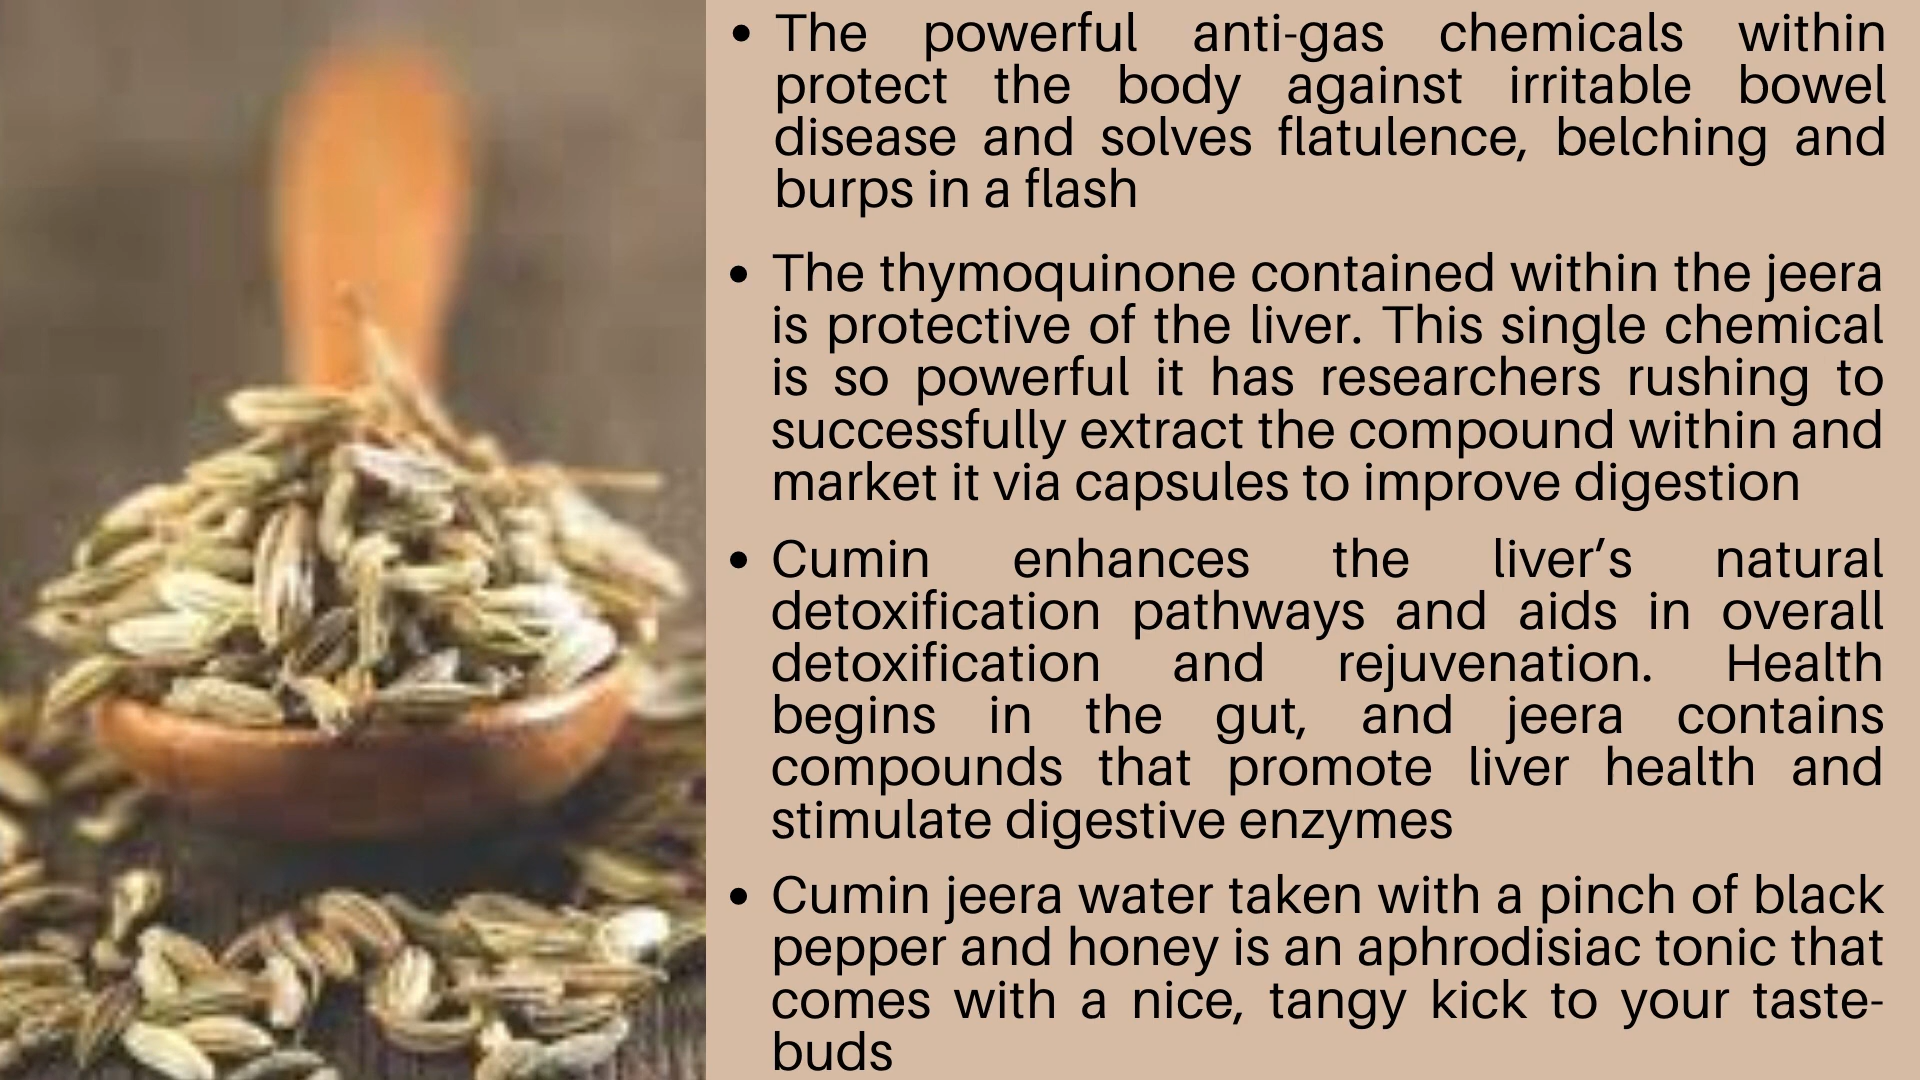 • The powerful anti-gas chemicals within
protect the body against irritable bowel
disease and solves flatulence, belching and
burps in a flash
• The thymoquinone contained within the jeera
is protective of the liver. This single chemical
is so powerful it has researchers rushing to
successfully extract the compound within and
market it via capsules to improve digestion
• Cumin enhances the liver’s natural
detoxification pathways and aids in overall
detoxification and rejuvenation. Health
begins in the gut, and jeera contains
compounds that promote liver health and
stimulate digestive enzymes
• Cumin jeera water taken with a pinch of black
pepper and honey is an aphrodisiac tonic that
comes with a nice, tangy kick to your taste-
buds